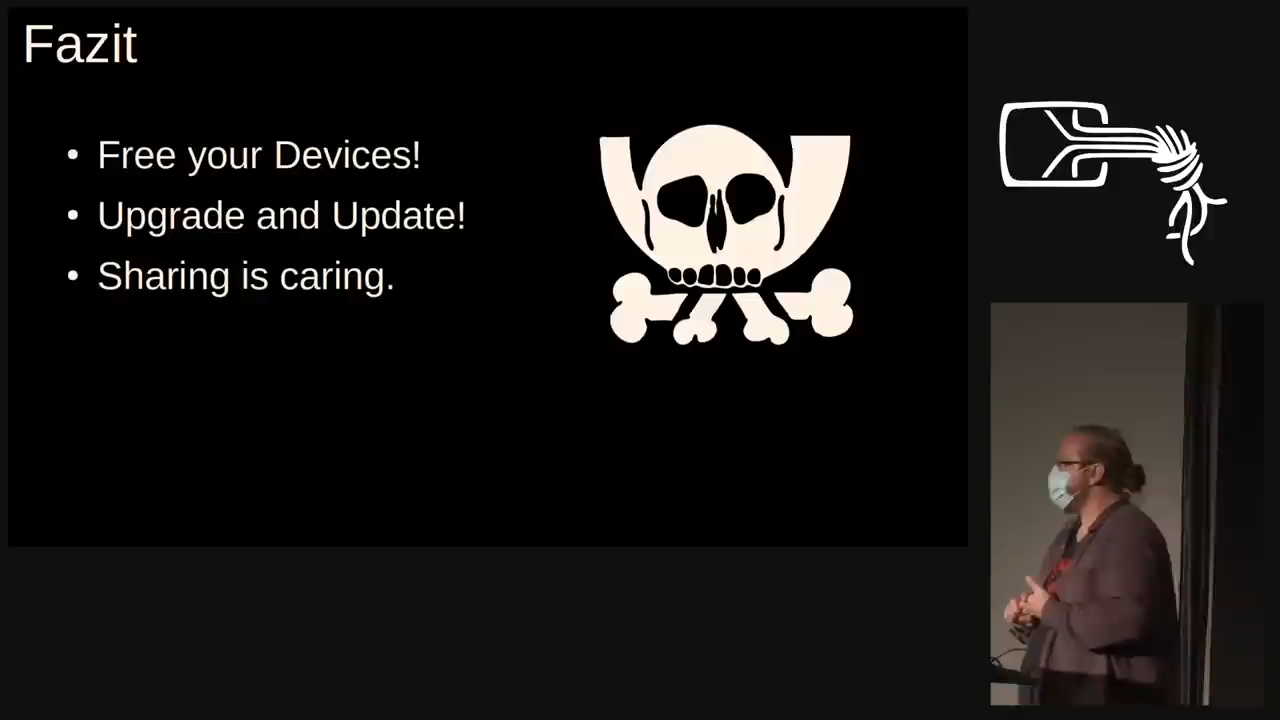 Fazit
Free your Devices!
Upgrade and Update!
Sharing is caring.